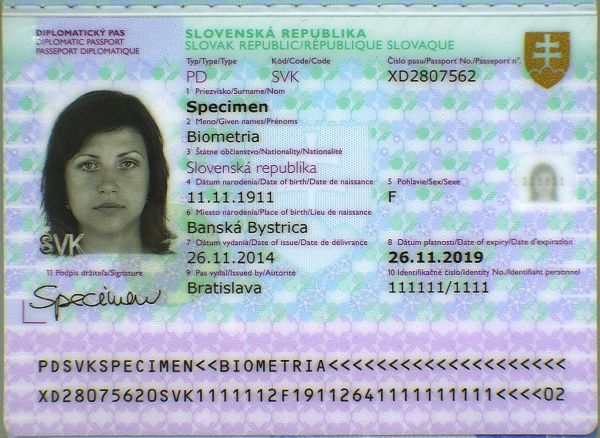 DIPLOMATICKÝ PAS
DIPLOMATIC PASSPORT
PASSEPORT DIPLOMATIQUE
SLOVENSKÁ REPUBLIKA
SLOVAK REPUBLIC/RÉPUBLIQUE SLOVAQUE
Typ/Type/Type Kód/Code/Code Číslo pasu/Passport No./Passeport n°.
PD SVK XD2807562
1 Priezvisko/Surname/Nom
Specimen
2 Meno/Given names/Prénoms
Biometria
3 Štátne občianstvo/Nationality/Nationalité
Slovenská republika
4 Dátum narodenia/Date of birth/Date de naissance 5 Pohlavie/Sex/Sexe
11.11.1911 F
6 Miesto narodenia/Place of birth/Lieu de naissance
Banská Bystrica
7 Dátum vydania/Date of issue/Date de délivrance 8 Dátum platnosti/Date of expiry/Date d'expiration
26.11.2014 26.11.2019
9 Pas vydal/Issued by/Autorité 10 Identifikačné číslo/Identity No./Identifiant personnel
Bratislava 111111/1111
SVK
111111
11 Podpis držiteľa/Signature
Specimen
PDSVKSPECIMEN<<BIOMETRIA<<<<<<<<<<<<<<<<<<<<
XD28075620SVK1111112F19112641111111111<<<<02